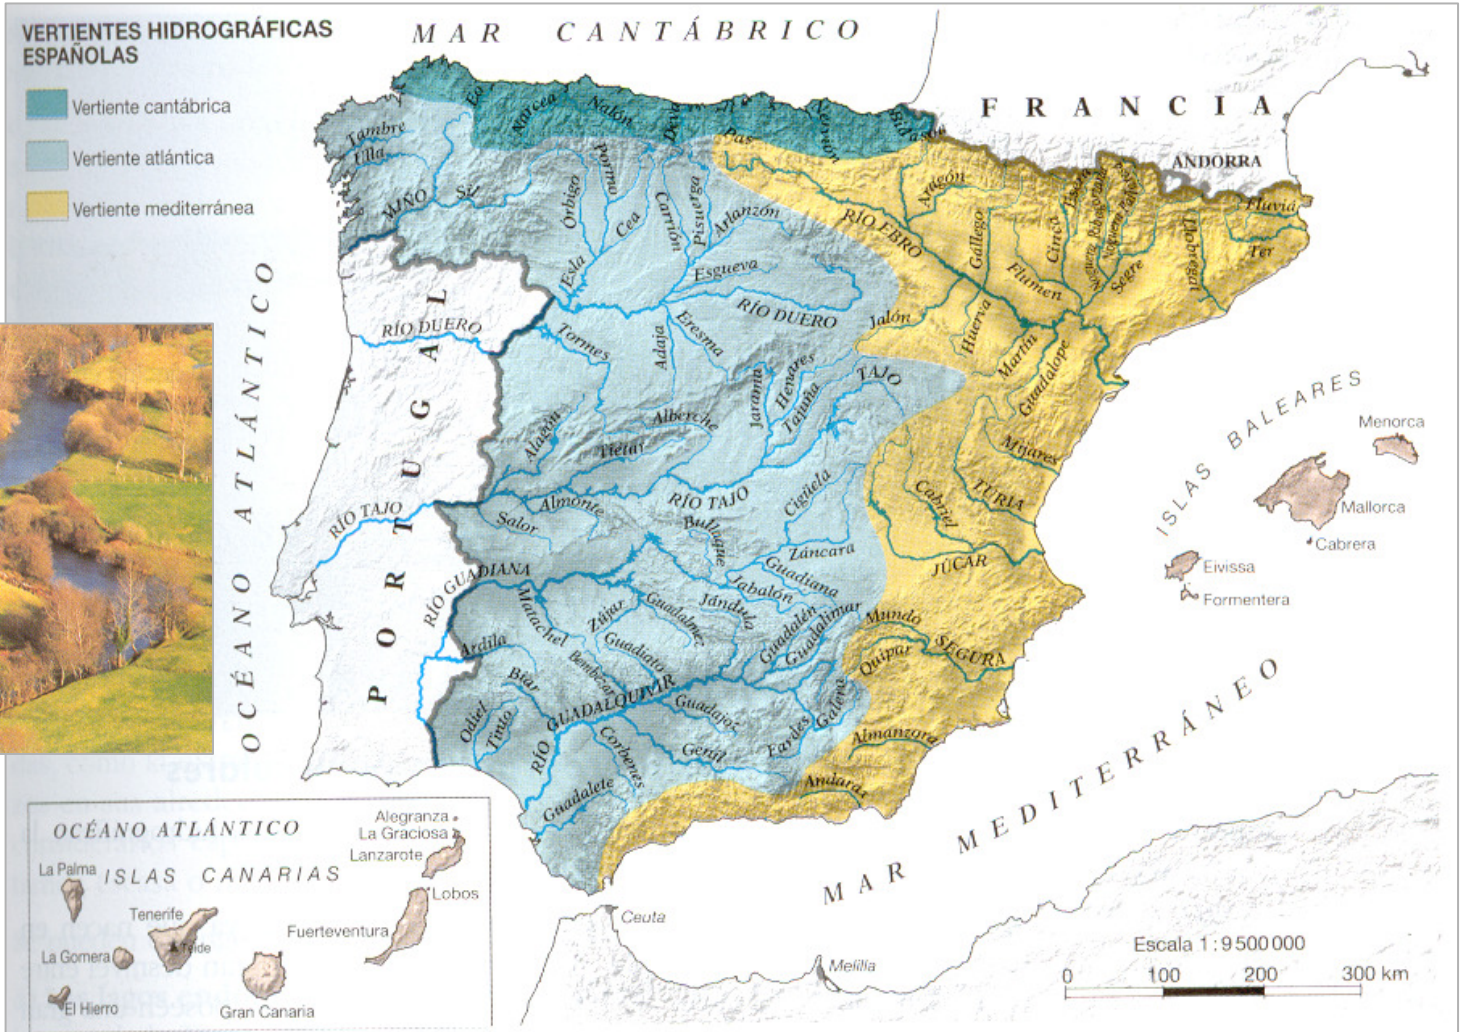 VERTIENTES HIDROGRÁFICAS
ESPAÑOLAS
Vertiente cantábrica
Vertiente atlántica
Vertiente mediterránea
MAR CANTÁBRICO
FRANCIA
ANDORRA
OCÉANO ATLÁNTICO
PORTUGAL
Eo
Narcea
Nalón
Deva
Pas
Nervión
Bidasoa
Tambre
Ulla
MIÑO
Sil
Órbigo
Porma
Cea
Esla
Carrión
Pisuerga
Arlanzón
Esgueva
RÍO DUERO
RÍO DUERO
Tormes
Adaja
Eresma
RÍO EBRO
Aragón
Gállego
Flumen
Cinca
Ésera
Segre
Llobregat
Fluviá
Ter
Jalón
Huerva
Martín
Guadalope
Jarama
Henares
Tajuña
TAJO
Alagón
Tiétar
Alberche
RÍO TAJO
RÍO TAJO
Almonte
Salor
Cigüela
Bullaque
Záncara
Guadiana
Jabalón
RÍO GUADIANA
Matachel
Zújar
Guadalmez
Jándula
Guadalén
Guadalimar
Ardila
Guadiato
Bembézar
Biar
Odiel
Tinto
RÍO GUADALQUIVIR
Guadajoz
Corbones
Genil
Fardes
Galera
Guadalete
Mijares
TURIA
Cabriel
JÚCAR
Mundo
SEGURA
Quipar
Almanzora
Andarax
ISLAS BALEARES
Menorca
Mallorca
Cabrera
Eivissa
Formentera
MAR MEDITERRÁNEO
Ceuta
Melilla
Escala 1 : 9 500 000
0 100 200 300 km
OCÉANO ATLÁNTICO
ISLAS CANARIAS
Alegranza
La Graciosa
Lanzarote
Lobos
Fuerteventura
La Palma
Tenerife
Teide
La Gomera
El Hierro
Gran Canaria